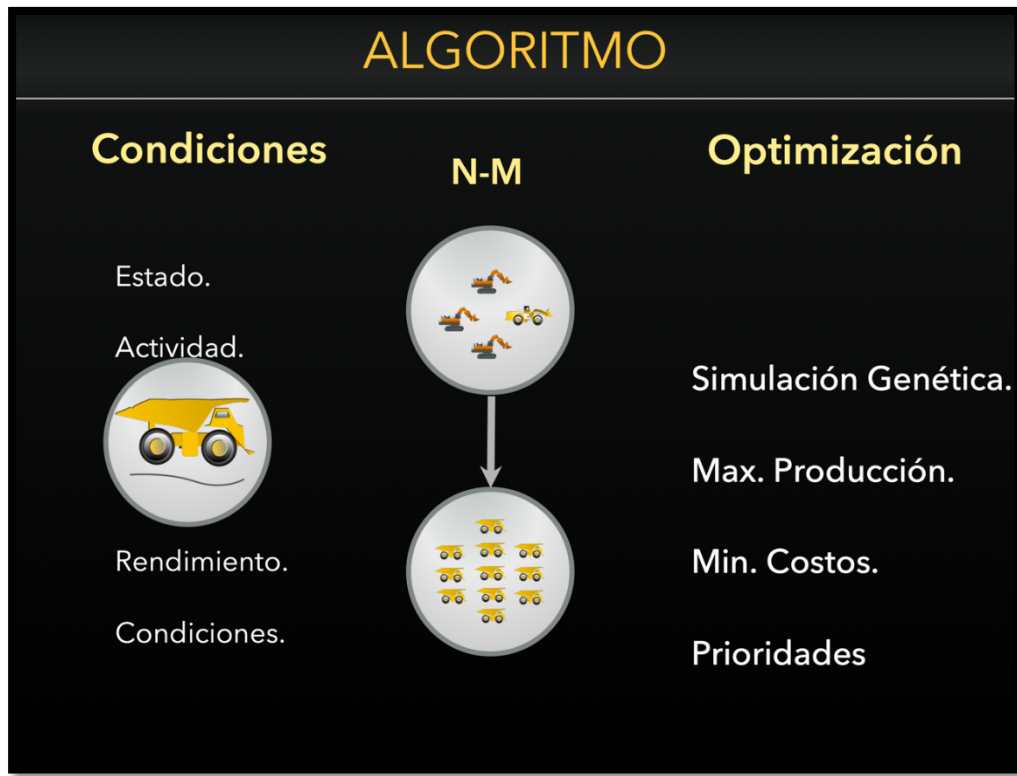 ALGORITMO
Condiciones
Estado.
Actividad.
Rendimiento.
Condiciones.
N-M
Optimización
Simulación Genética.
Max. Producción.
Min. Costos.
Prioridades